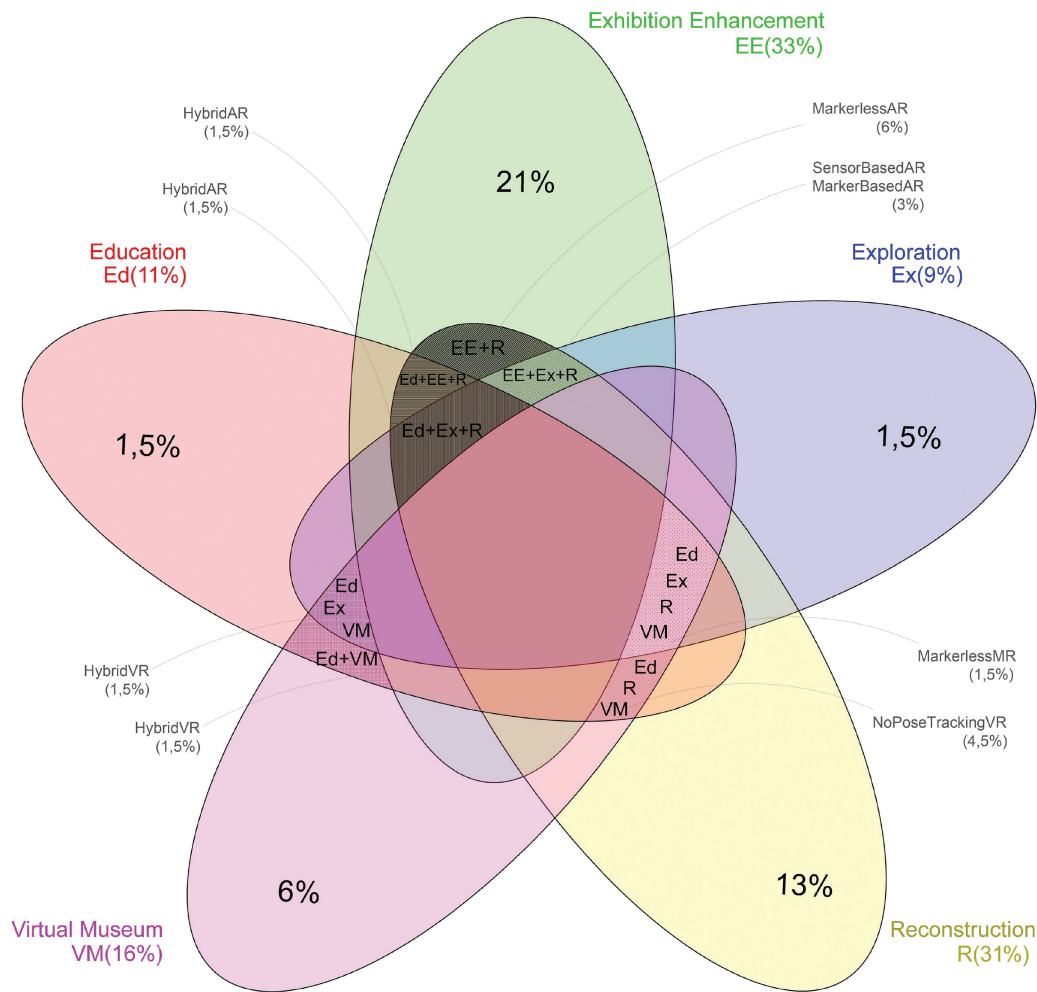 Exhibition Enhancement
EE(33%)
HybridAR
(1,5%)
MarkerlessAR
(6%)
SensorBasedAR
MarkerBasedAR
(3%)
HybridAR
(1,5%)
21%
Education
Ed(11%)
Exploration
Ex(9%)
EE+R
Ed+EE+R
EE+Ex+R
Ed+Ex+R
1,5%
1,5%
Ed
Ex
R
VM
Ed
Ex
VM
Ed+VM
Ed
R
VM
HybridVR
(1,5%)
MarkerlessMR
(1,5%)
HybridVR
(1,5%)
NoPoseTrackingVR
(4,5%)
6%
13%
Virtual Museum
VM(16%)
Reconstruction
R(31%)